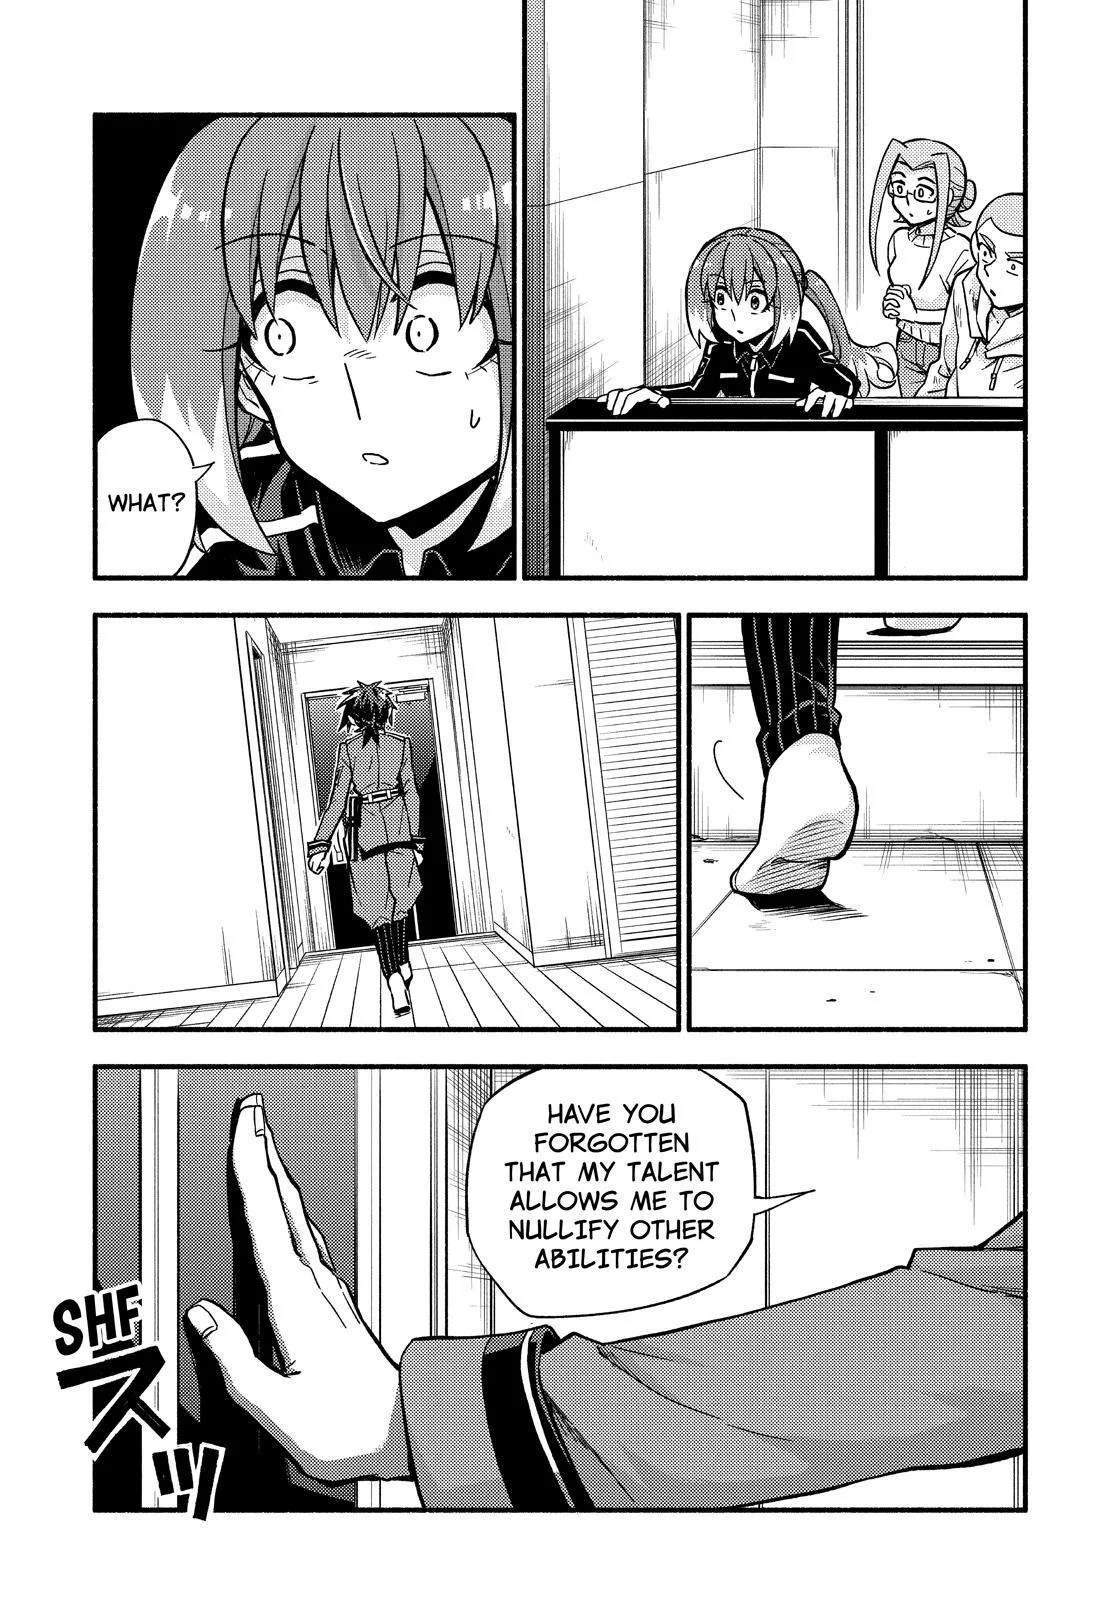 WHAT?
HAVE YOU
FORGOTTEN
THAT MY TALENT
ALLOWS ME TO
NULLIFY OTHER
ABILITIES?
SHF
スッ